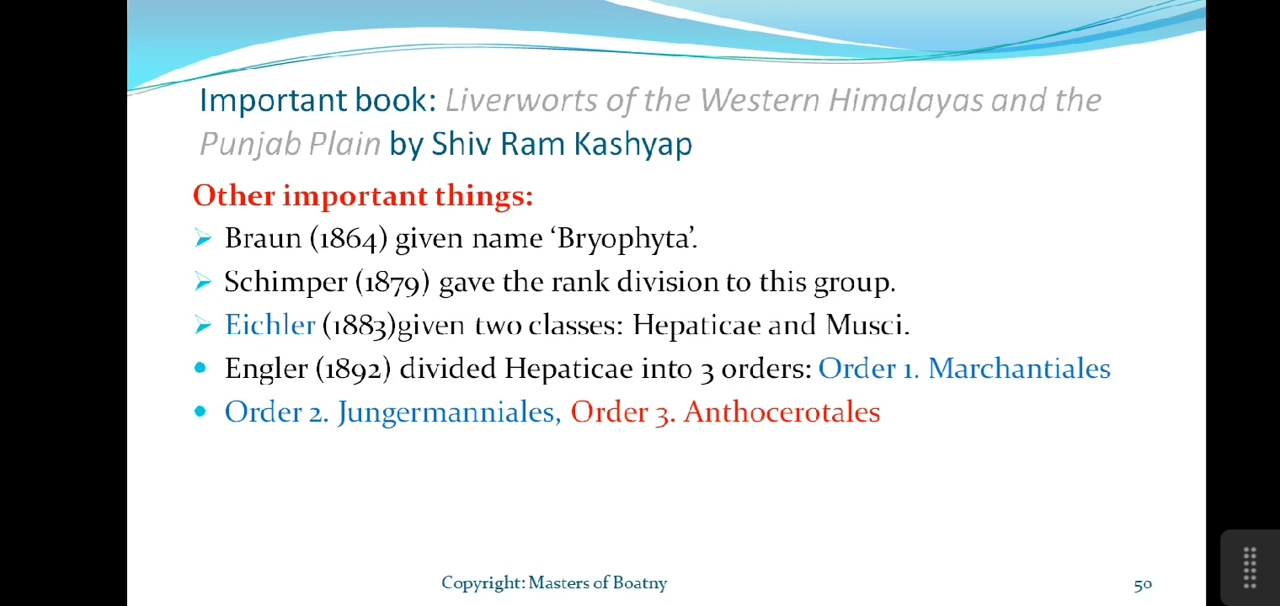 Important book: Liverworts of the Western Himalayas and the
Punjab Plain by Shiv Ram Kashyap
Other important things:
Braun (1864) given name ‘Bryophyta’.
Schimper (1879) gave the rank division to this group.
Eichler (1883)given two classes: Hepaticae and Musci.
Engler (1892) divided Hepaticae into 3 orders: Order 1. Marchantiales
Order 2. Jungermanniales, Order 3. Anthocerotales
Copyright: Masters of Boatny
50